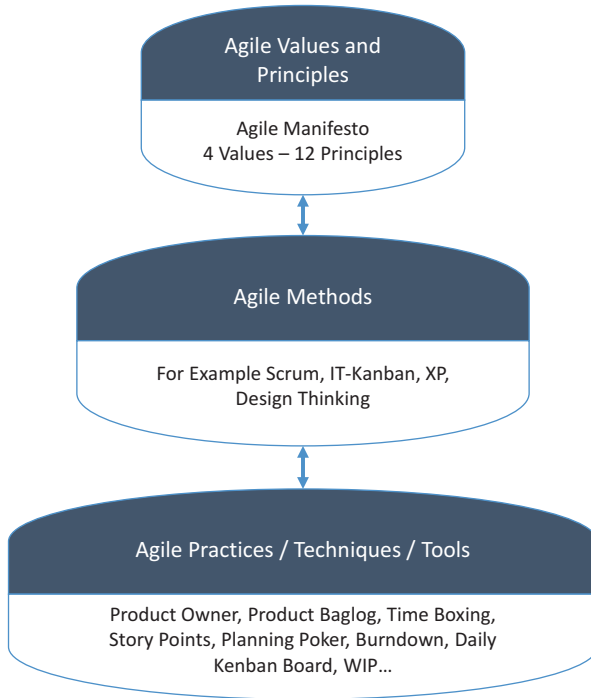 Agile Values and
Principles
Agile Manifesto
4 Values – 12 Principles
Agile Methods
For Example Scrum, IT-Kanban, XP,
Design Thinking
Agile Practices / Techniques / Tools
Product Owner, Product Baglog, Time Boxing,
Story Points, Planning Poker, Burndown, Daily
Kenban Board, WIP...